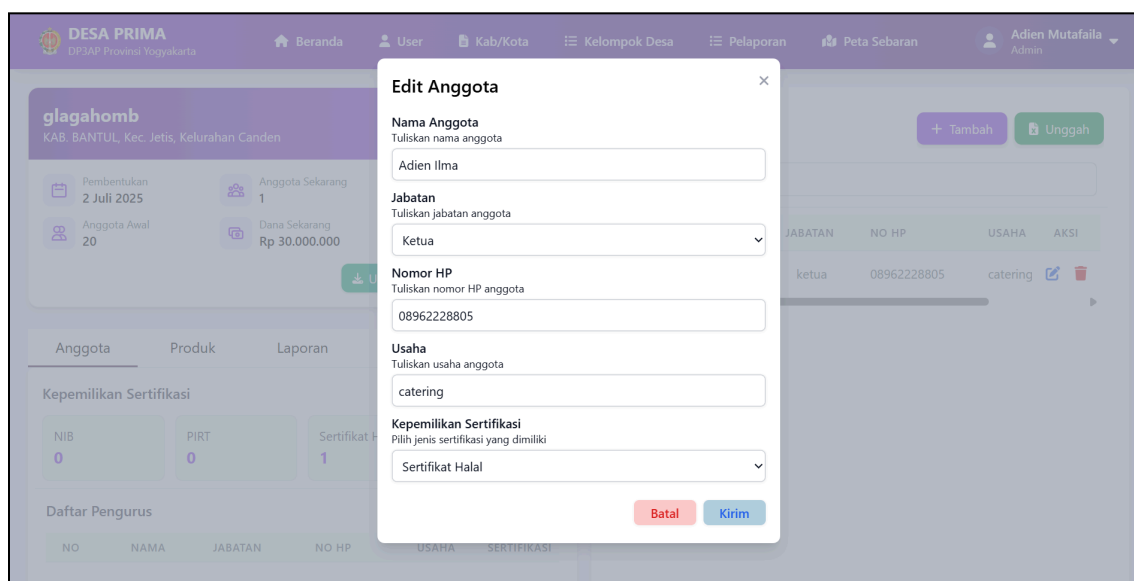 DESA PRIMA
DP3AP Provinsi Yogyakarta
Beranda
User
Kab/Kota
Kelompok Desa
Pelaporan
Peta Sebaran
Adien Mutafaila
Admin
glagahomb
KAB. BANTUL, Kec. Jetis, Kelurahan Canden
Pembentukan
2 Juli 2025
Anggota Sekarang
1
Anggota Awal
20
Dana Sekarang
Rp 30.000.000
U
Anggota
Produk
Laporan
Kepemilikan Sertifikasi
NIB
0
PIRT
0
Sertifikat H
1
Daftar Pengurus
NO
NAMA
JABATAN
NO HP
USAHA
SERTIFIKASI
Edit Anggota
×
Nama Anggota
Tuliskan nama anggota
Adien Ilma
Jabatan
Tuliskan jabatan anggota
Ketua
Nomor HP
Tuliskan nomor HP anggota
08962228805
Usaha
Tuliskan usaha anggota
catering
Kepemilikan Sertifikasi
Pilih jenis sertifikasi yang dimiliki
Sertifikat Halal
Batal
Kirim
+ Tambah
Unggah
JABATAN
NO HP
USAHA
AKSI
ketua
08962228805
catering